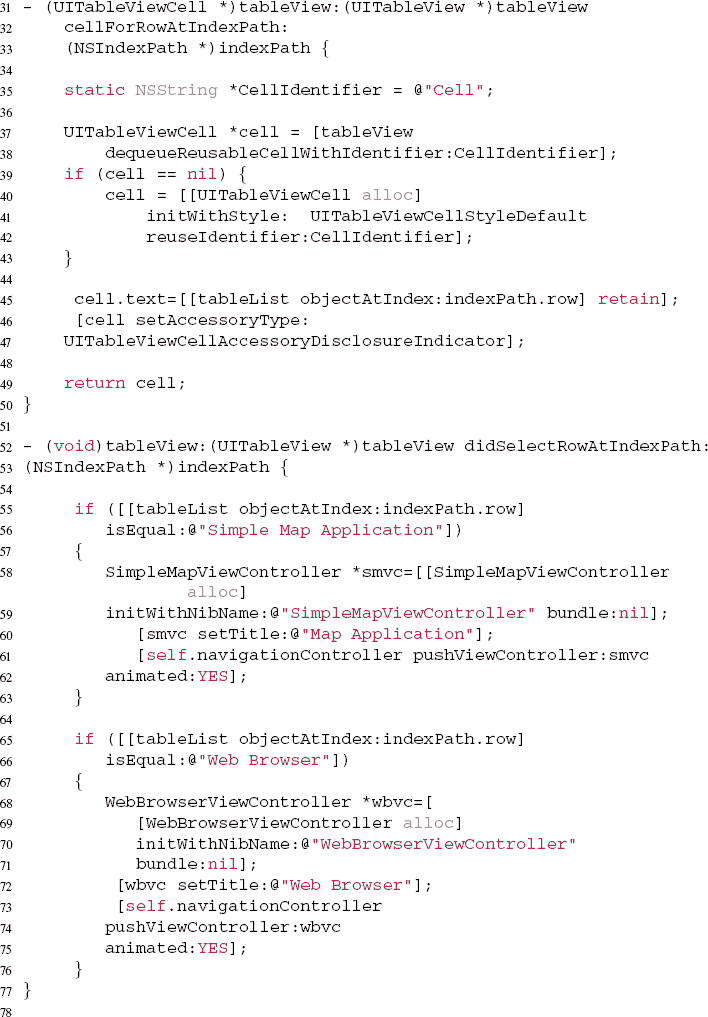 31 - (UITableViewCell *)tableView:(UITableView *)tableView
32 cellForRowAtIndexPath:
33 (NSIndexPath *)indexPath {
34
35 static NSString *CellIdentifier = @"Cell";
36
37 UITableViewCell *cell = [tableView
38 dequeueReusableCellWithIdentifier:CellIdentifier];
39 if (cell == nil) {
40 cell = [[UITableViewCell alloc]
41 initWithStyle: UITableViewCellStyleDefault
42 reuseIdentifier:CellIdentifier];
43 }
44
45 cell.text=[[tableList objectAtIndex:indexPath.row] retain];
46 [cell setAccessoryType:
47 UITableViewCellAccessoryDisclosureIndicator];
48
49 return cell;
50 }
51
52 - (void)tableView:(UITableView *)tableView didSelectRowAtIndexPath:
53 (NSIndexPath *)indexPath {
54
55 if ([[tableList objectAtIndex:indexPath.row]
56 isEqual:@"Simple Map Application"])
57 {
58 SimpleMapViewController *smvc=[[SimpleMapViewController
alloc]
59 initWithNibName:@"SimpleMapViewController" bundle:nil];
60 [smvc setTitle:@"Map Application"];
61 [self.navigationController pushViewController:smvc
62 animated:YES];
63 }
64
65 if ([[tableList objectAtIndex:indexPath.row]
66 isEqual:@"Web Browser"])
67 {
68 WebBrowserViewController *wbvc=[
69 [WebBrowserViewController alloc]
70 initWithNibName:@"WebBrowserViewController"
71 bundle:nil];
72 [wbvc setTitle:@"Web Browser"];
73 [self.navigationController
74 pushViewController:wbvc
75 animated:YES];
76 }
77 }
78